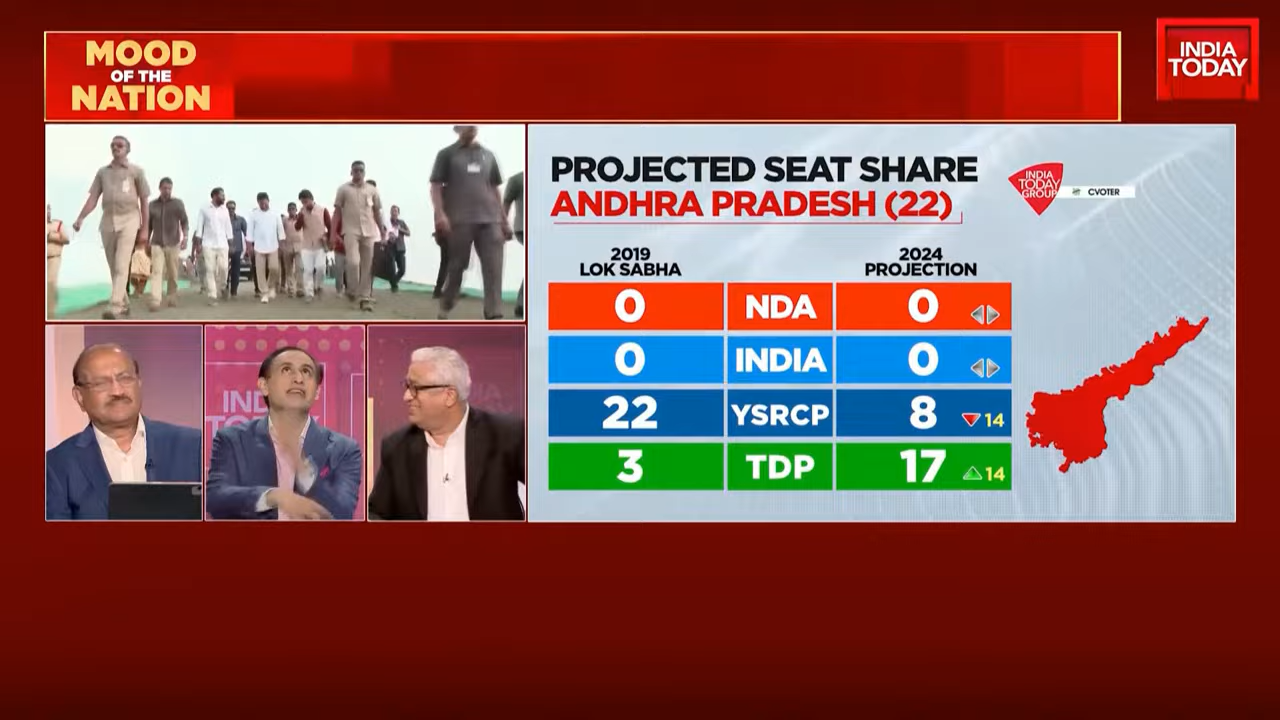 MOOD
OF THE
NATION
INDIA
TODAY
PROJECTED SEAT SHARE
ANDHRA PRADESH (22)
INDIA
TODAY
GROUP
CVOTER
2019
LOK SABHA
2024
PROJECTION
0 NDA 0
0 INDIA 0
22 YSRCP 8 14
3 TDP 17 14